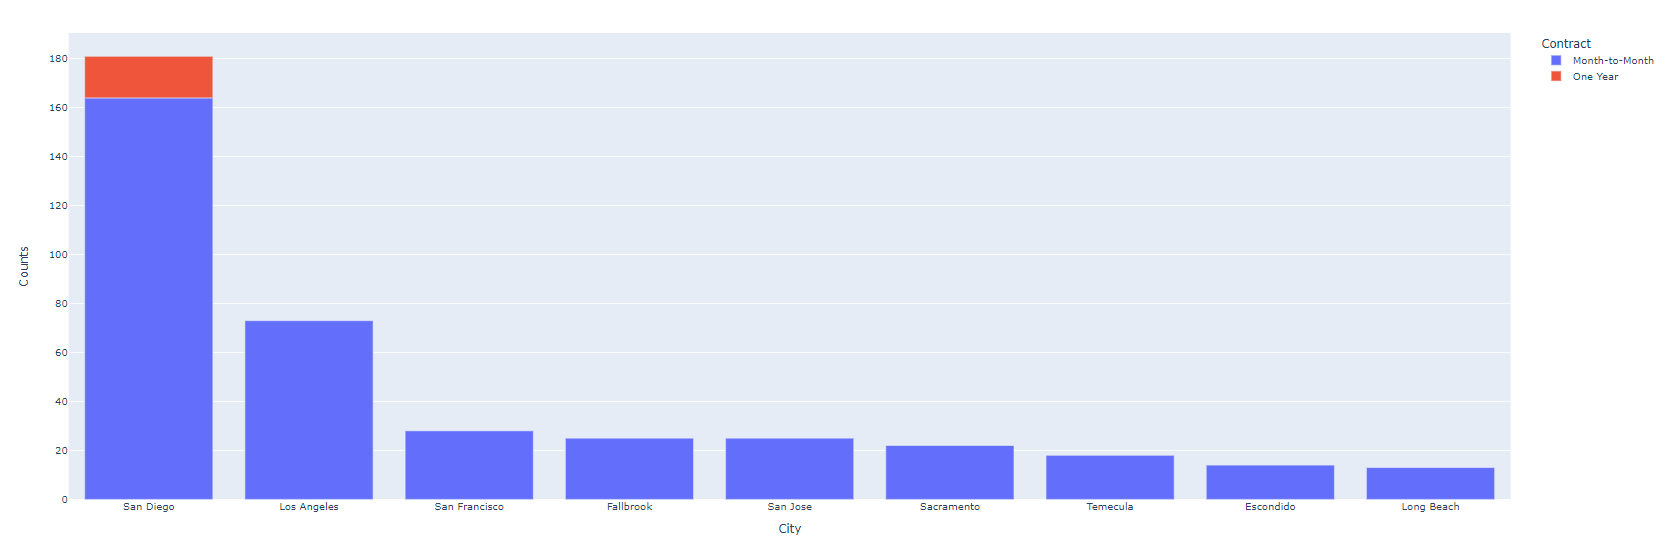 Contract
Month-to-Month
One Year
Counts
180
160
140
120
100
80
60
40
20
0
San Diego Los Angeles San Francisco Fallbrook San Jose Sacramento Temecula Escondido Long Beach
City